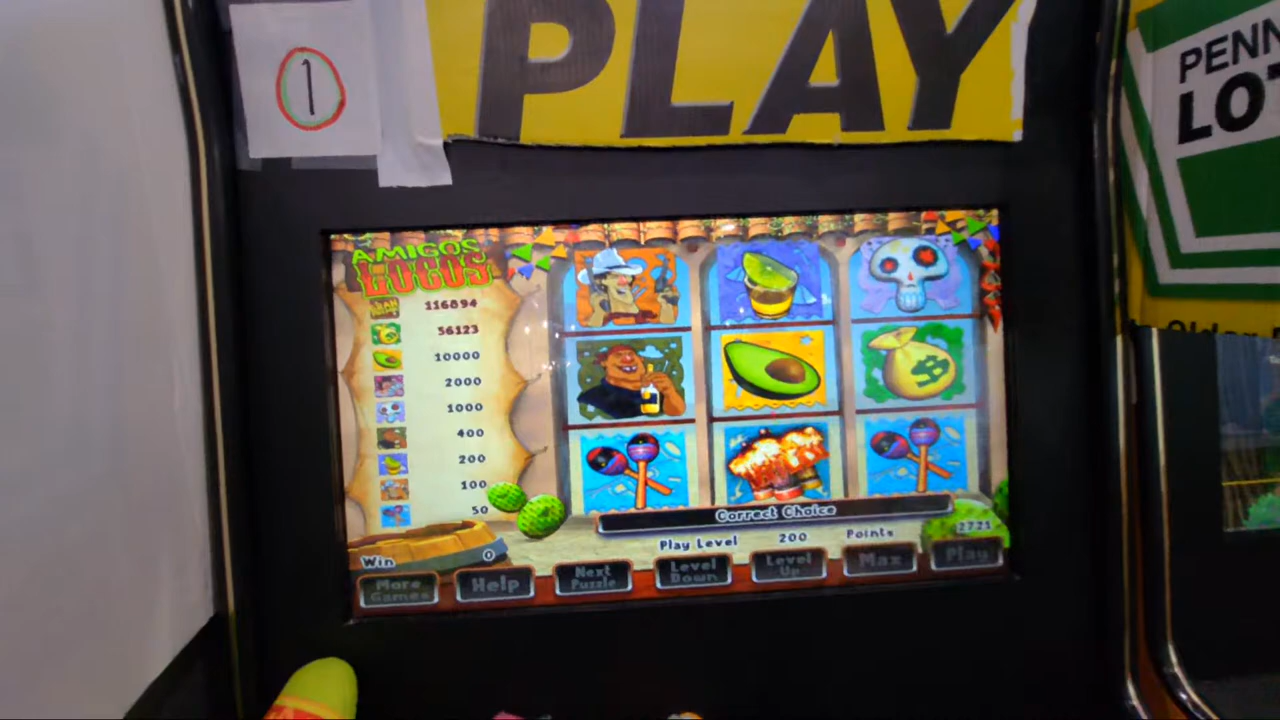 1
PLAY
PENN
LOT
AMIGOS
LOCOS
116894
56123
10000
2000
1000
400
200
100
50
Correct Choice
Play Level 200 Points 2721
Win 0
More Games
Help
Next Puzzle
Level Down
Level Up
Max
Play